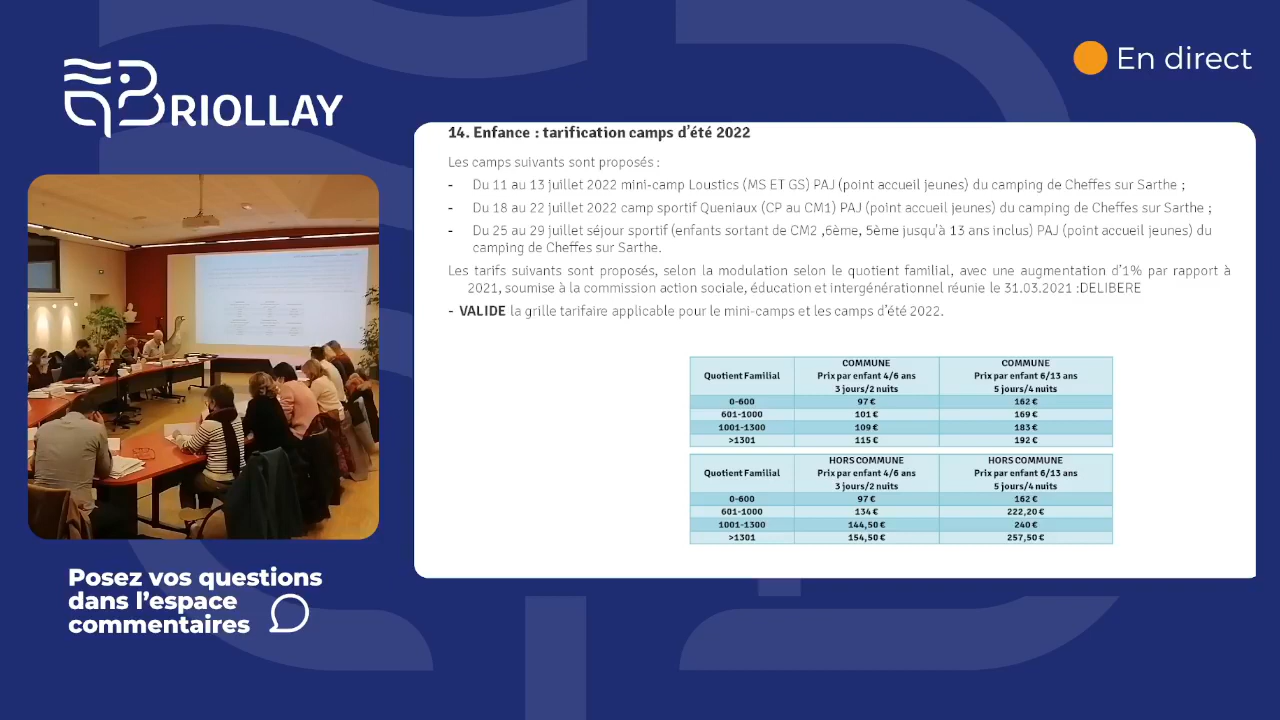 BRIOLLAY
En direct
14. Enfance : tarification camps d'été 2022
Les camps suivants sont proposés :
- Du 11 au 13 juillet 2022 mini-camp Loustics (MS ET GS) PAJ (point accueil jeunes) du camping de Cheffes sur Sarthe ;
- Du 18 au 22 juillet 2022 camp sportif Queniaux (CP au CM1) PAJ (point accueil jeunes) du camping de Cheffes sur Sarthe ;
- Du 25 au 29 juillet séjour sportif (enfants sortant de CM2 ,6ème, 5ème jusqu'à 13 ans inclus) PAJ (point accueil jeunes) du
camping de Cheffes sur Sarthe.
Les tarifs suivants sont proposés, selon la modulation selon le quotient familial, avec une augmentation d'1% par rapport à
2021, soumise à la commission action sociale, éducation et intergénérationnel réunie le 31.03.2021 :DELIBERE
- VALIDE la grille tarifaire applicable pour le mini-camps et les camps d'été 2022.
COMMUNE COMMUNE
Quotient Familial Prix par enfant 4/6 ans Prix par enfant 6/13 ans
3 jours/2 nuits 5 jours/4 nuits
0-600 97 € 162 €
601-1000 101 € 169 €
1001-1300 109 € 183 €
>1301 115 € 192 €
HORS COMMUNE HORS COMMUNE
Quotient Familial Prix par enfant 4/6 ans Prix par enfant 6/13 ans
3 jours/2 nuits 5 jours/4 nuits
0-600 97 € 162 €
601-1000 134 € 222,20 €
1001-1300 144,50 € 240 €
>1301 154,50 € 257,50 €
Posez vos questions
dans l'espace
commentaires